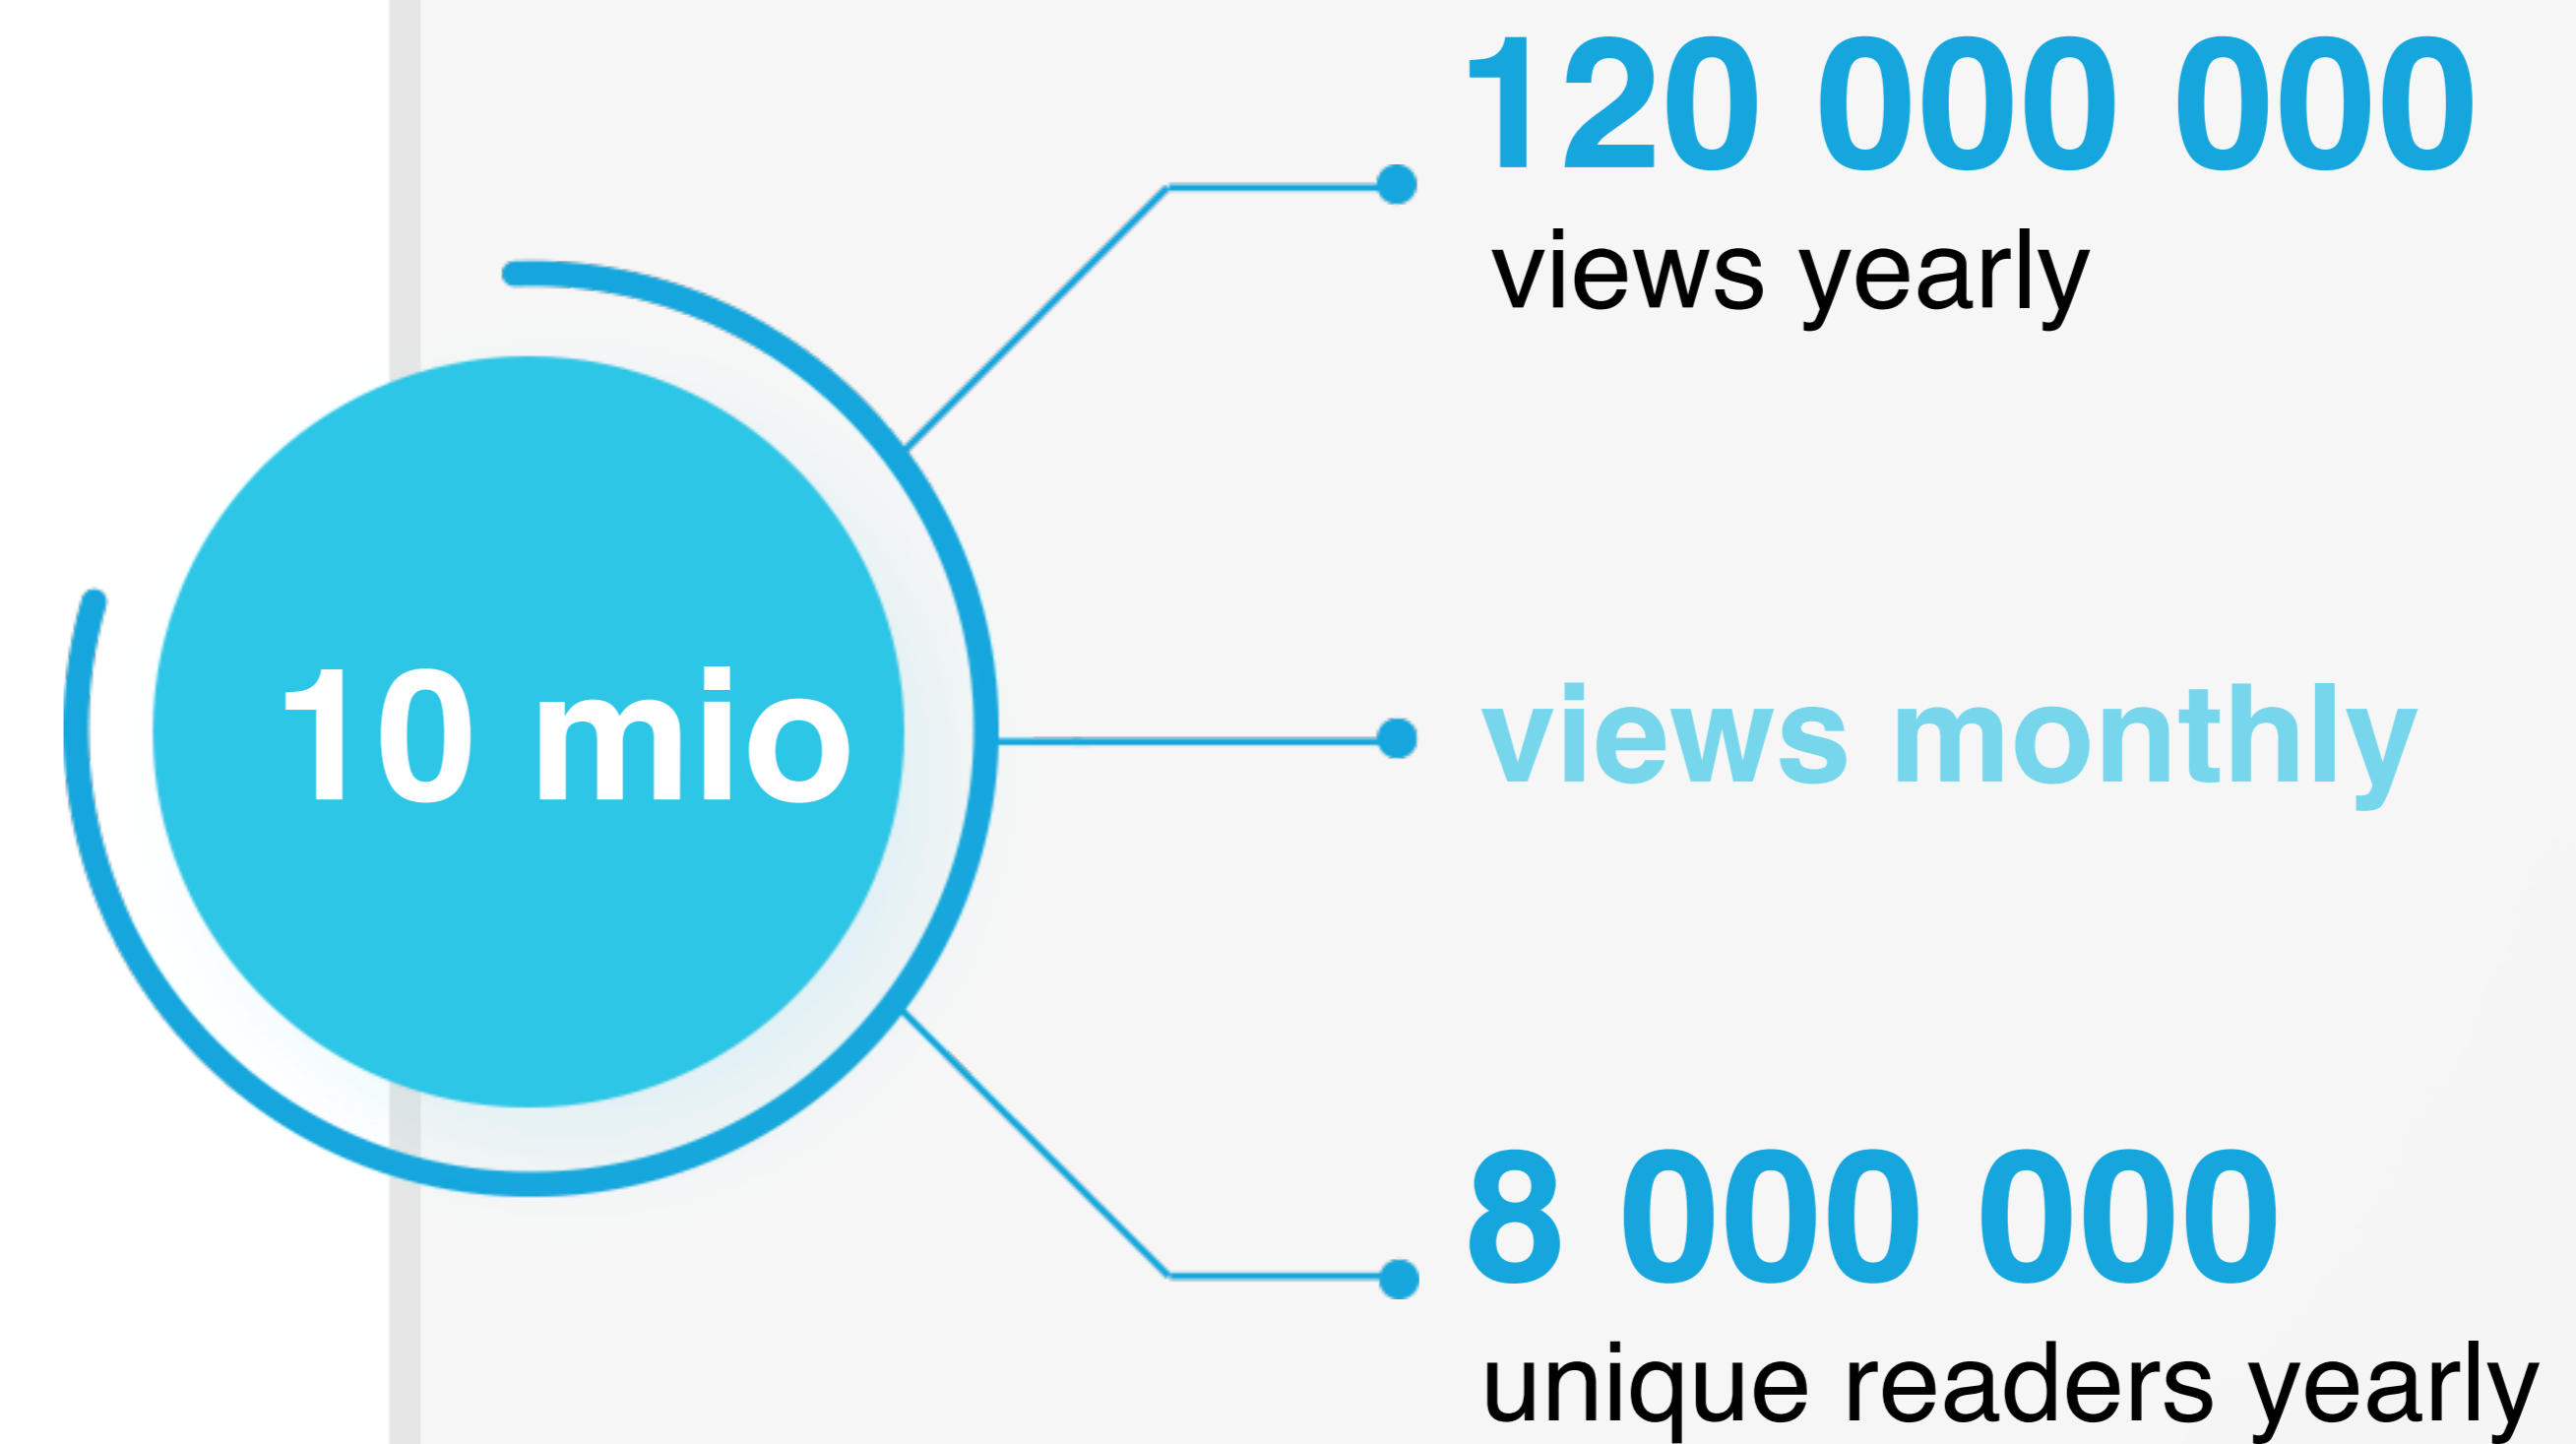 120 000 000
views yearly
10 mio
views monthly
8 000 000
unique readers yearly